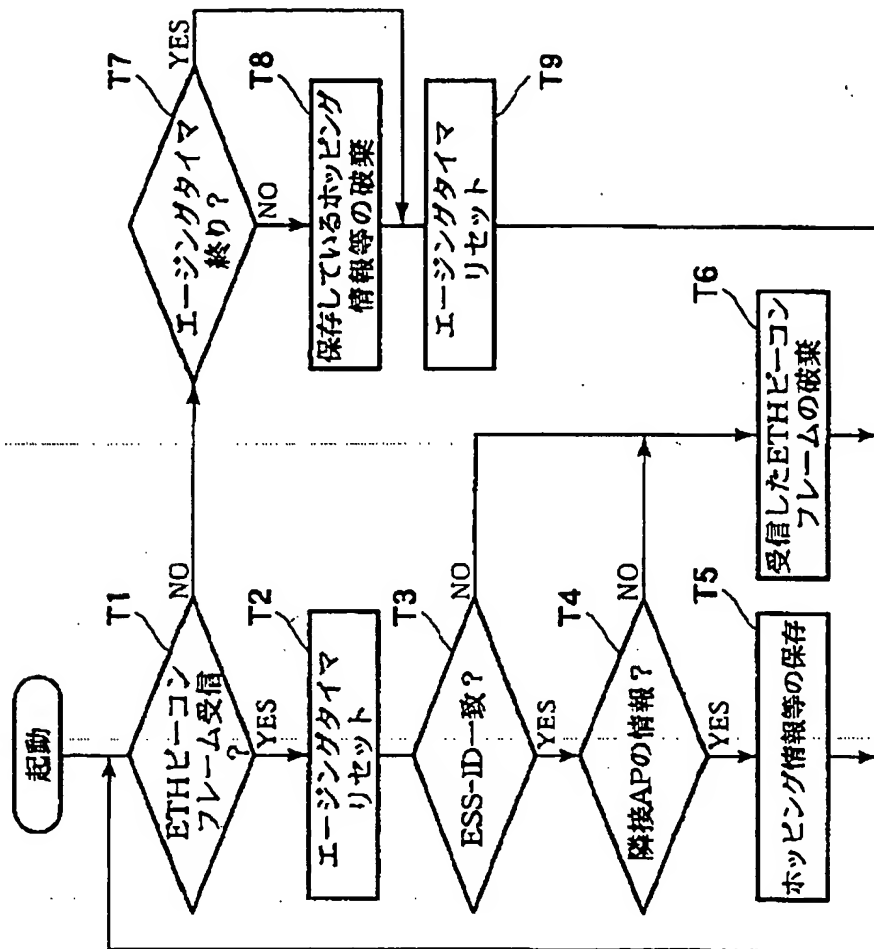 起動
T1
ETHビーコン
フレーム受信
?
NO
YES
T2
エージングタイマ
リセット
T3
ESS-ID一致?
NO
YES
T4
隣接APの情報?
NO
YES
T5
ホッピング情報等の保存
T6
受信したETHビーコン
フレームの破棄
T7
エージングタイマ
終り?
YES
NO
T8
保存しているホッピング
情報等の破棄
T9
エージングタイマ
リセット